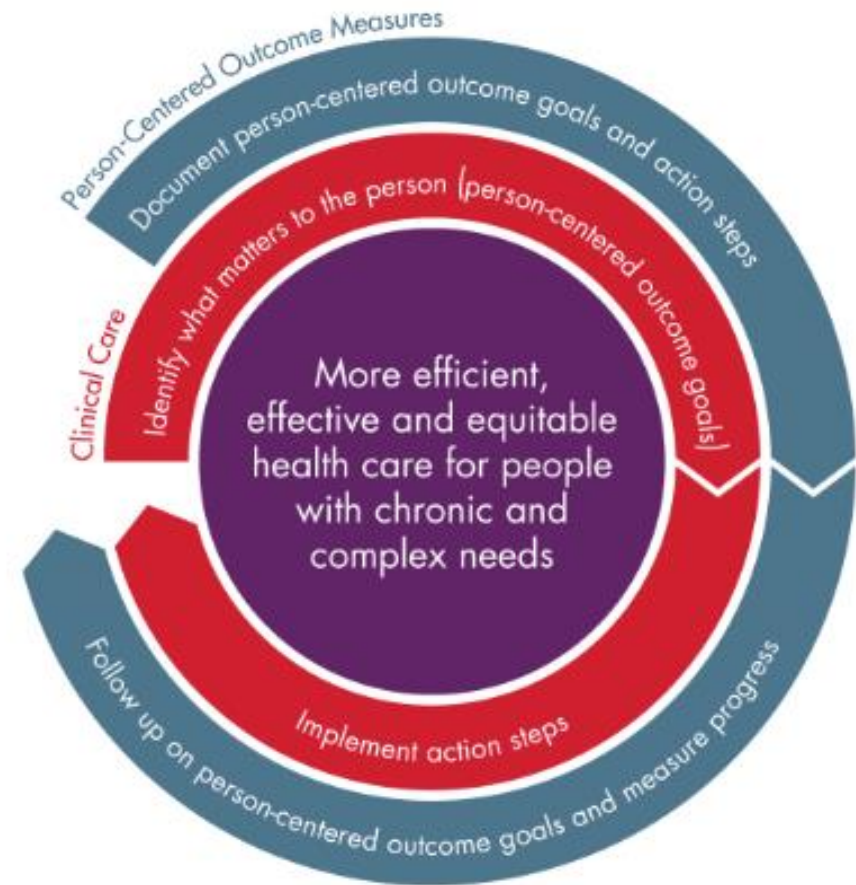 Person-Centered Outcome Measures
Document person-centered outcome goals and action steps
Clinical Care
Identify what matters to the person (person-centered outcome goals)
More efficient,
effective and equitable
health care for people
with chronic and
complex needs
Implement action steps
Follow up on person-centered outcome goals and measure progress